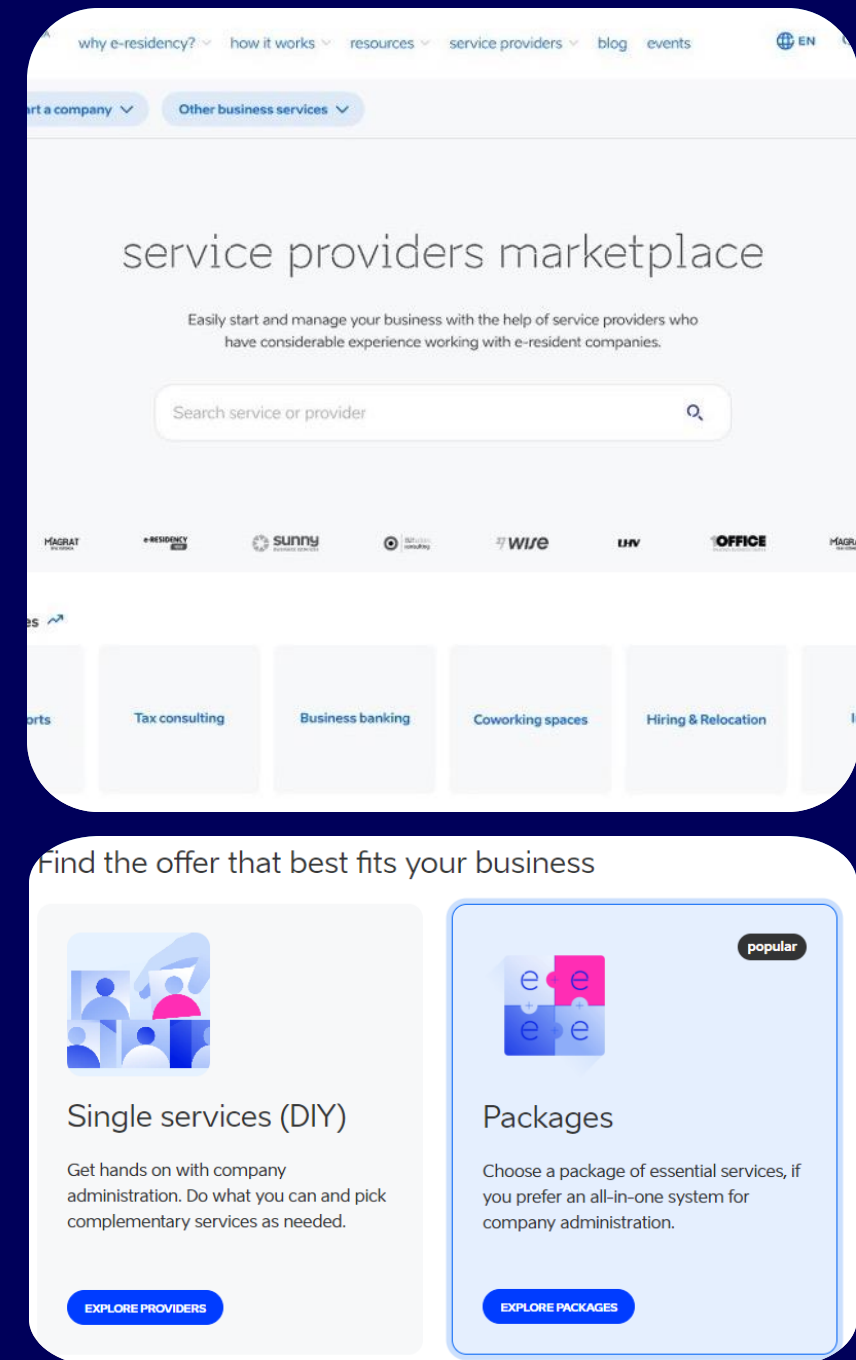 why e-residency? how it works resources service providers blog events EN
rt a company Other business services
service providers marketplace
Easily start and manage your business with the help of service providers who
have considerable experience working with e-resident companies.
Search service or provider
MAGRAT e-RESIDENCY HUB sunny BUSINESS SERVICES consulting WISE LHV 1OFFICE MAGRA
es
orts Tax consulting Business banking Coworking spaces Hiring & Relocation
Find the offer that best fits your business
popular
e e
e e
Single services (DIY)
Get hands on with company
administration. Do what you can and pick
complementary services as needed.
EXPLORE PROVIDERS
Packages
Choose a package of essential services, if
you prefer an all-in-one system for
company administration.
EXPLORE PACKAGES